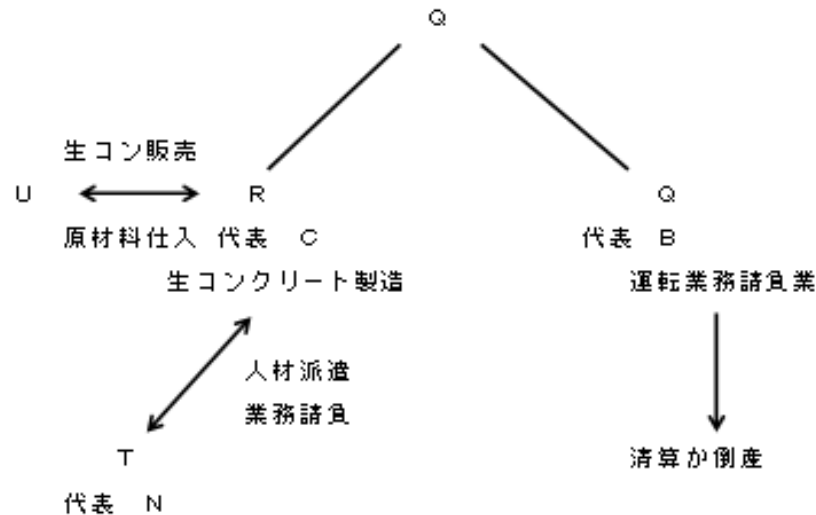 Q
生コン販売
U R Q
原材料仕入 代表 C 代表 B
生コンクリート製造 運転業務請負業
人材派遣
業務請負
T 清算か倒産
代表 N